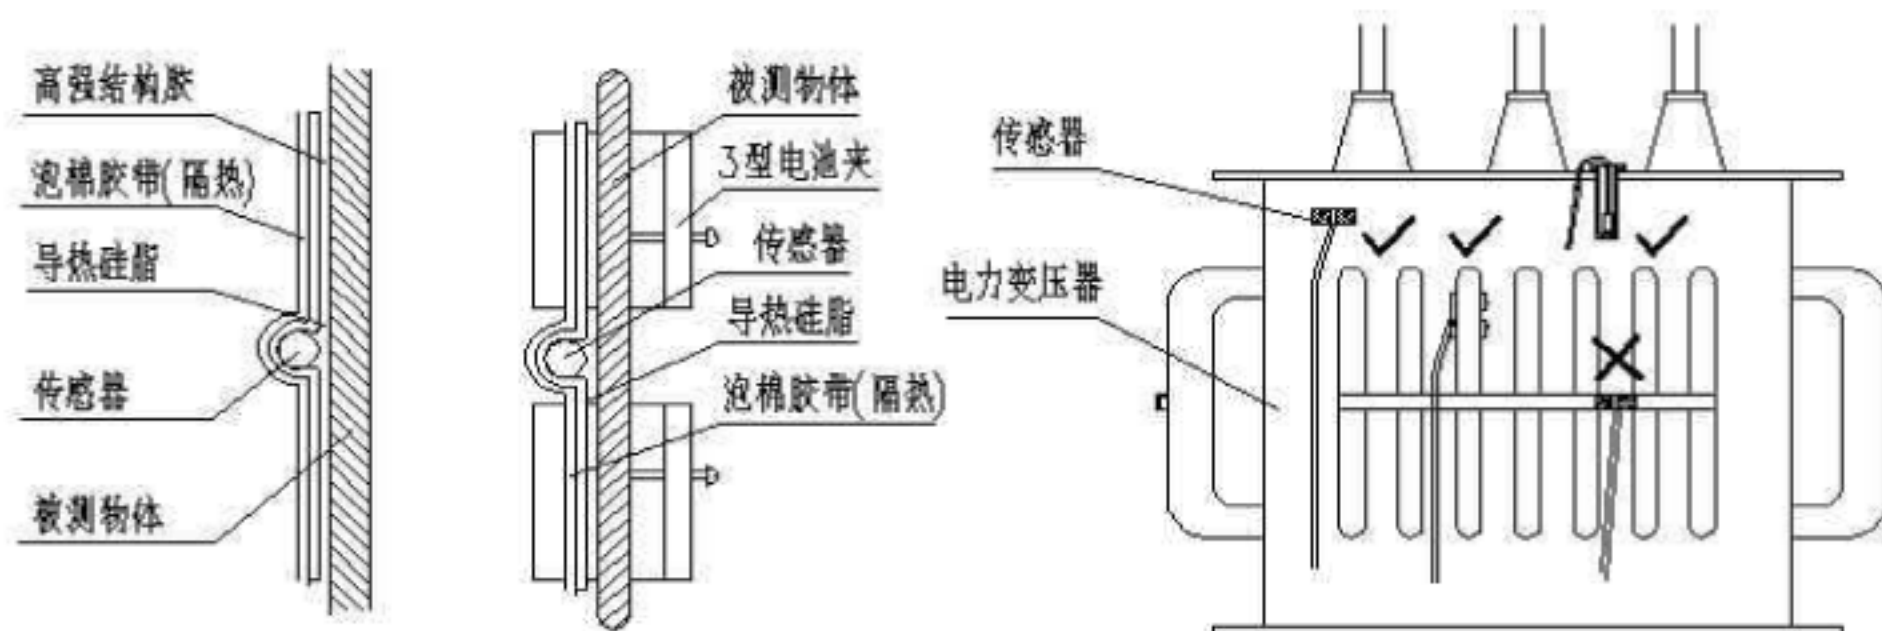 高强结构胶
泡棉胶带(隔热)
导热硅脂
传感器
被测物体
被测物体
3型电池夹
传感器
导热硅脂
泡棉胶带(隔热)
传感器
电力变压器